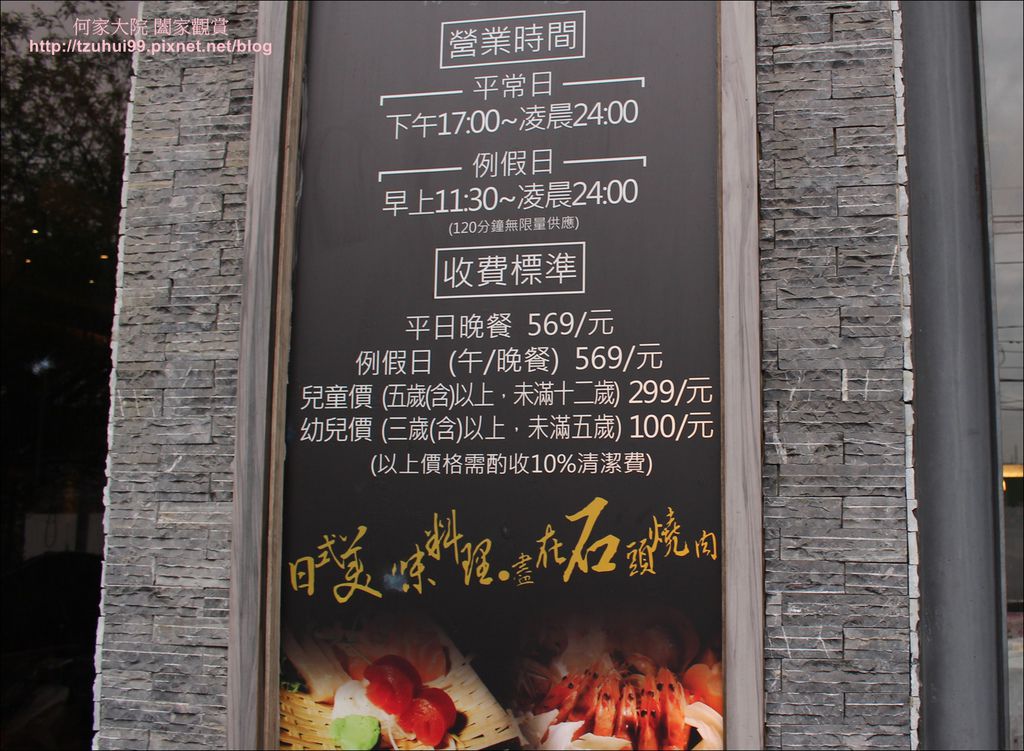 何家大院 闔家觀賞
http://tzuhui99.pixnet.net/blog
營業時間
平常日
下午17:00~凌晨24:00
例假日
早上11:30~凌晨24:00
(120分鐘無限量供應)
收費標準
平日晚餐 569/元
例假日 (午/晚餐) 569/元
兒童價 (五歲(含)以上，未滿十二歲) 299/元
幼兒價 (三歲(含)以上，未滿五歲) 100/元
(以上價格需酌收10%清潔費)
日式美味料理。盡在石頭燒肉